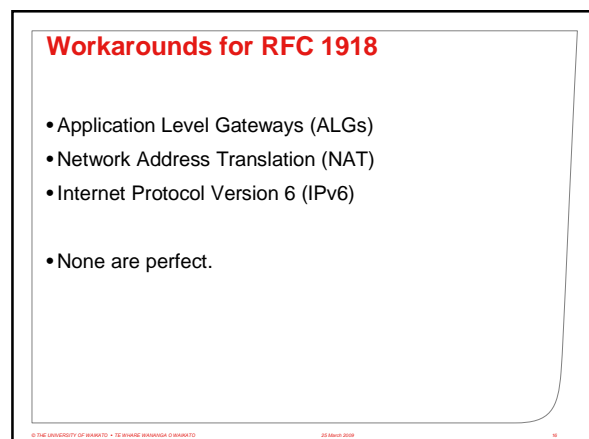 Workarounds for RFC 1918
• Application Level Gateways (ALGs)
• Network Address Translation (NAT)
• Internet Protocol Version 6 (IPv6)
• None are perfect.
© THE UNIVERSITY OF WAIKATO • TE WHARE WANANGA O WAIKATO 25 March 2009 16